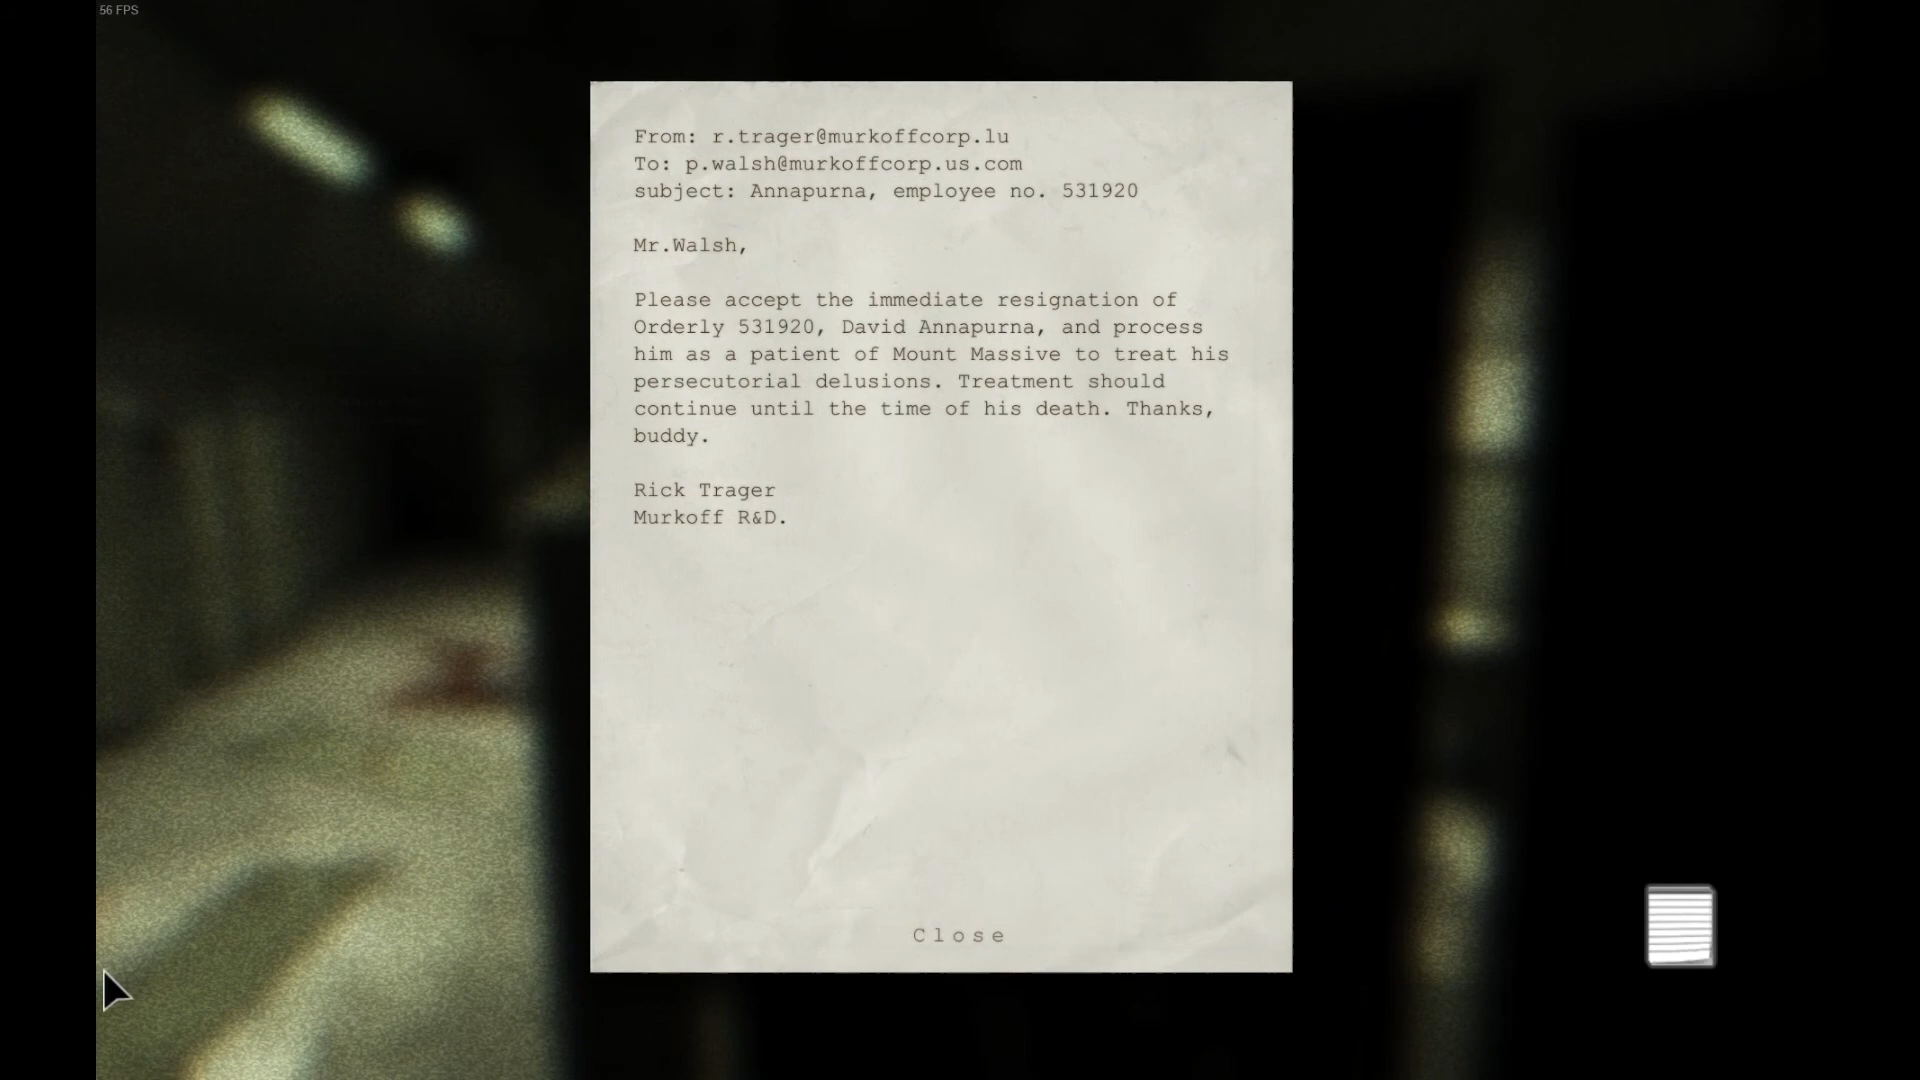 56 FPS
From: r.trager@murkoffcorp.lu
To: p.walsh@murkoffcorp.us.com
subject: Annapurna, employee no. 531920
Mr.Walsh,
Please accept the immediate resignation of
Orderly 531920, David Annapurna, and process
him as a patient of Mount Massive to treat his
persecutorial delusions. Treatment should
continue until the time of his death. Thanks,
buddy.
Rick Trager
Murkoff R&D.
Close